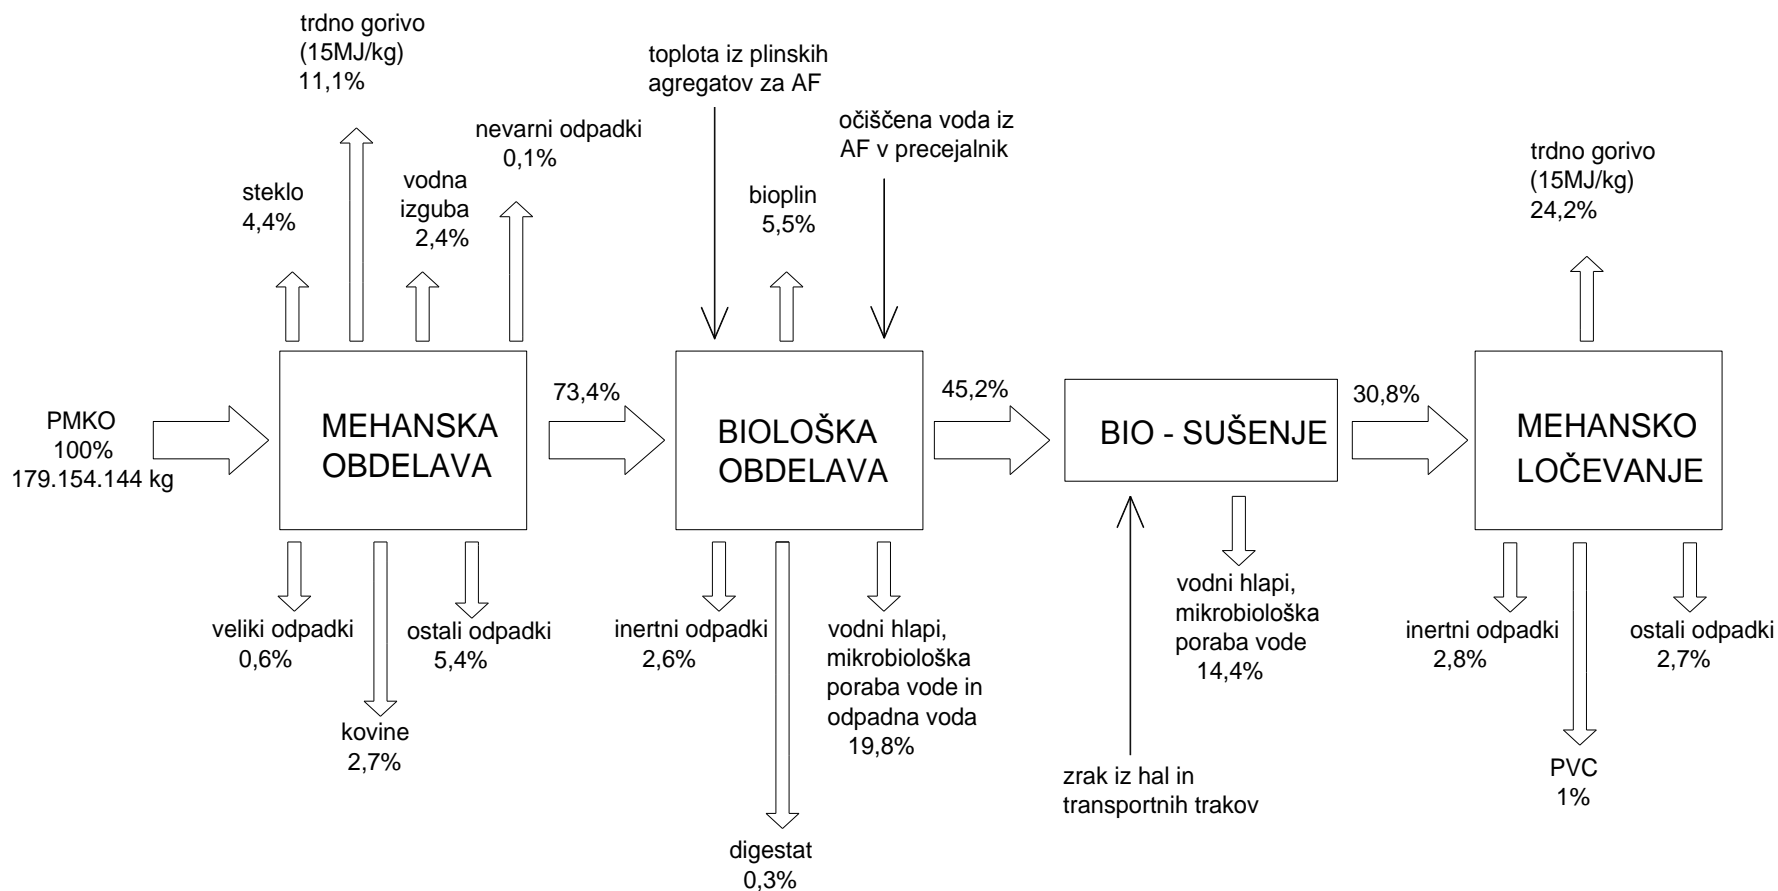 trdno gorivo
(15MJ/kg)
11,1%
toplota iz plinskih
agregatov za AF
nevarni odpadki
0,1%
očiščena voda iz
AF v precejalnik
trdno gorivo
(15MJ/kg)
24,2%
steklo
4,4%
vodna
izguba
2,4%
bioplin
5,5%
PMKO
100%
179.154.144 kg
MEHANSKA
OBDELAVA
73,4%
BIOLOŠKA
OBDELAVA
45,2%
BIO - SUŠENJE
30,8%
MEHANSKO
LOČEVANJE
veliki odpadki
0,6%
kovine
2,7%
ostali odpadki
5,4%
inertni odpadki
2,6%
digestat
0,3%
vodni hlapi,
mikrobiološka
poraba vode in
odpadna voda
19,8%
zrak iz hal in
transportnih trakov
vodni hlapi,
mikrobiološka
poraba vode
14,4%
inertni odpadki
2,8%
PVC
1%
ostali odpadki
2,7%